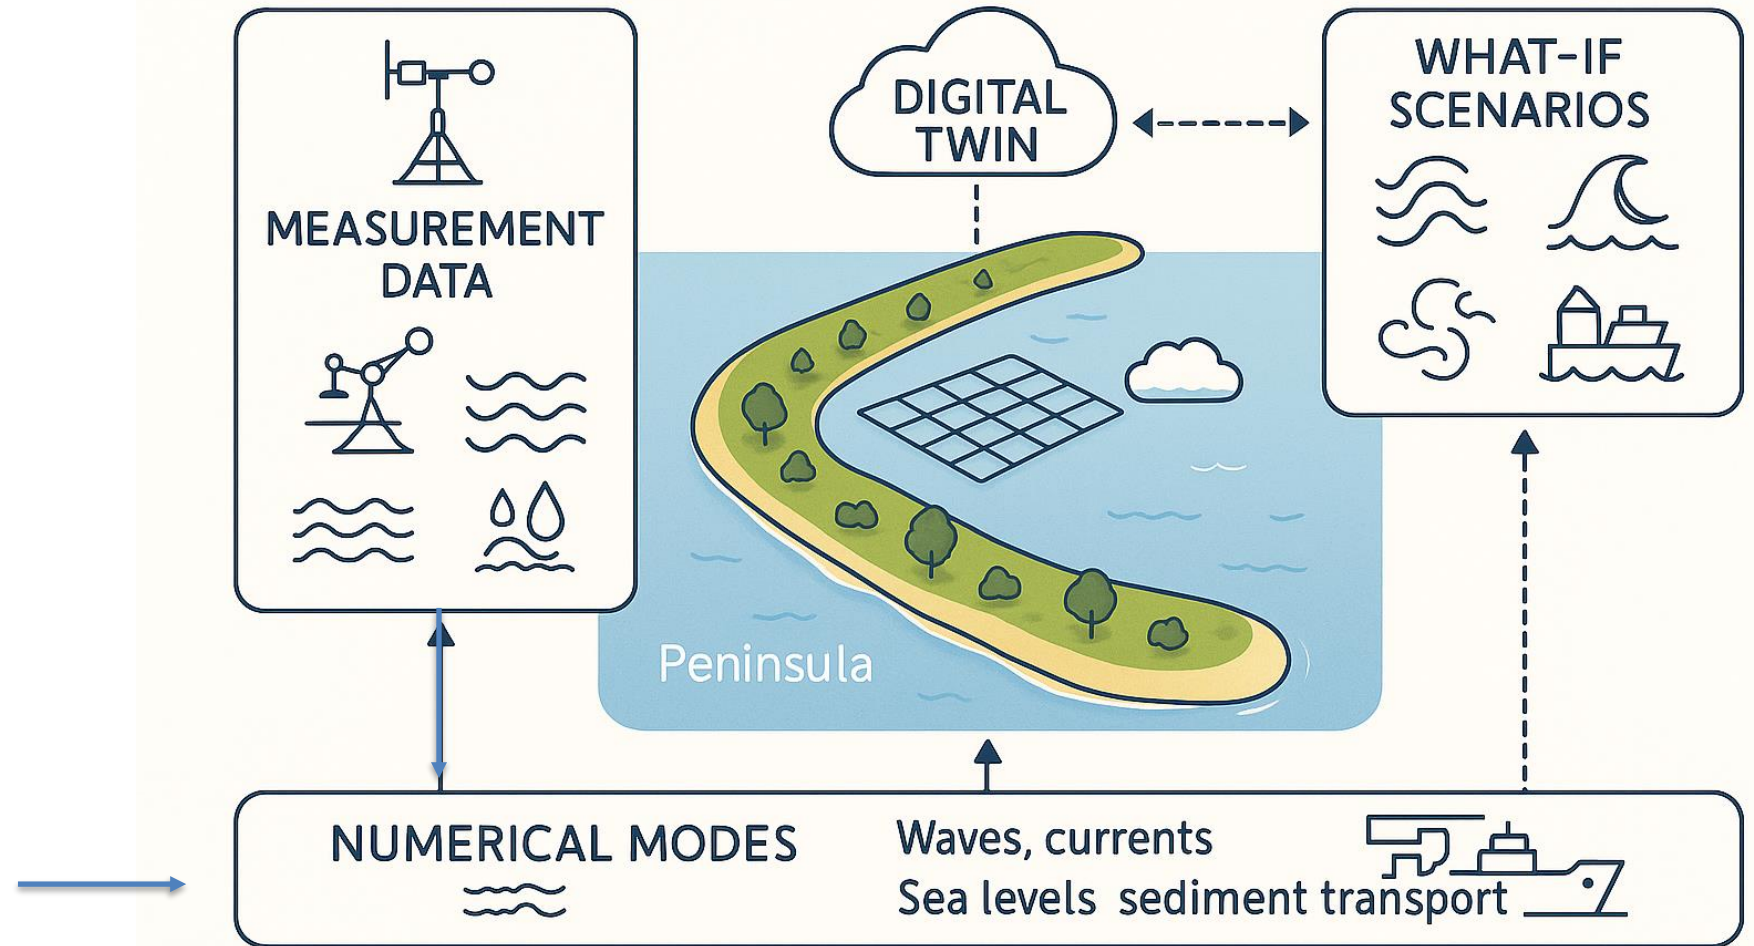 MEASUREMENT
DATA
DIGITAL
TWIN
WHAT-IF
SCENARIOS
Peninsula
NUMERICAL MODES
Waves, currents
Sea levels sediment transport